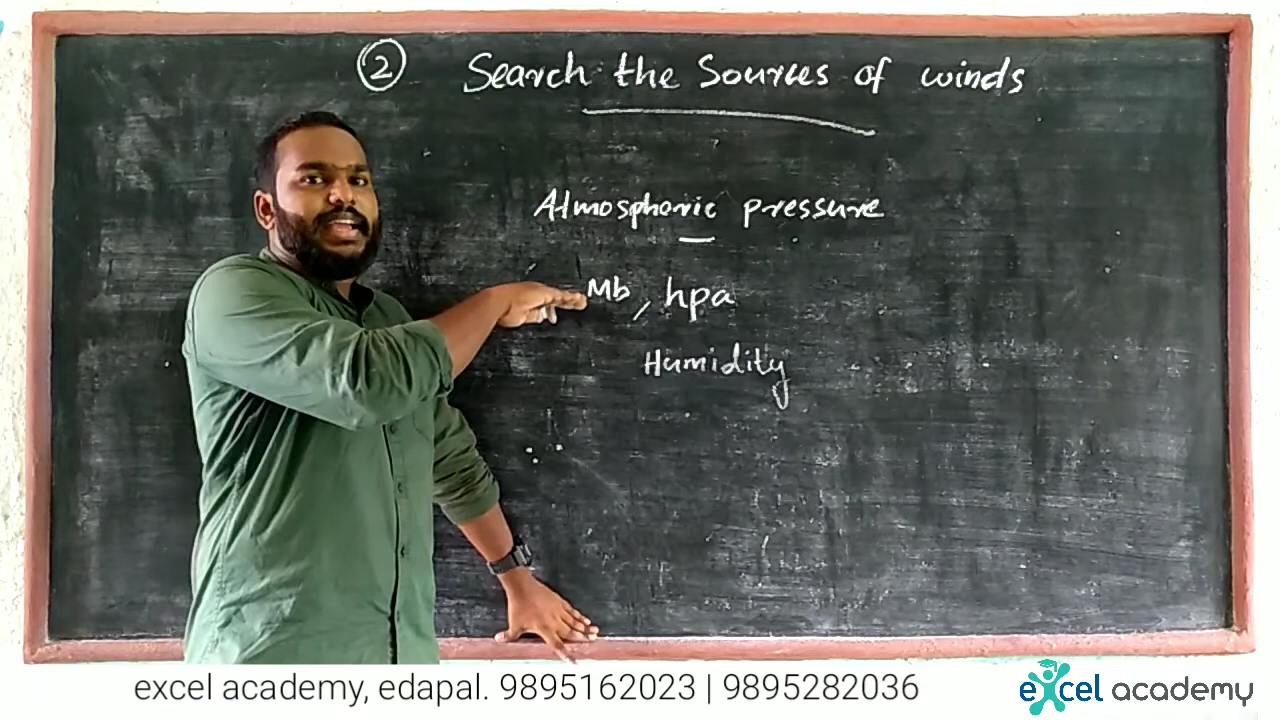 ② Search the Sources of winds
Atmospheric pressure
Mb, hpa
Humidity
excel academy, edapal. 9895162023 | 9895282036
excel academy